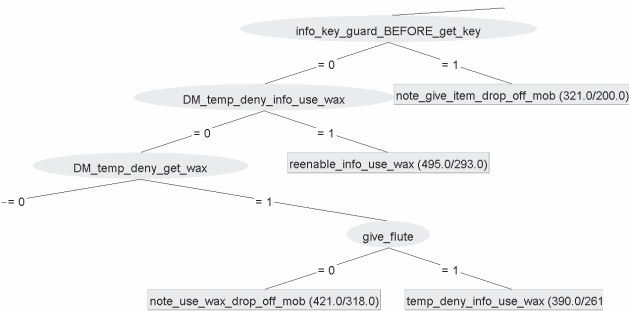 info_key_guard_BEFORE_get_key
= 0
= 1
DM_temp_deny_info_use_wax
note_give_item_drop_off_mob (321.0/200.0)
= 0
= 1
DM_temp_deny_get_wax
reenable_info_use_wax (495.0/293.0)
= 0
= 1
give_flute
= 0
= 1
note_use_wax_drop_off_mob (421.0/318.0)
temp_deny_info_use_wax (390.0/261